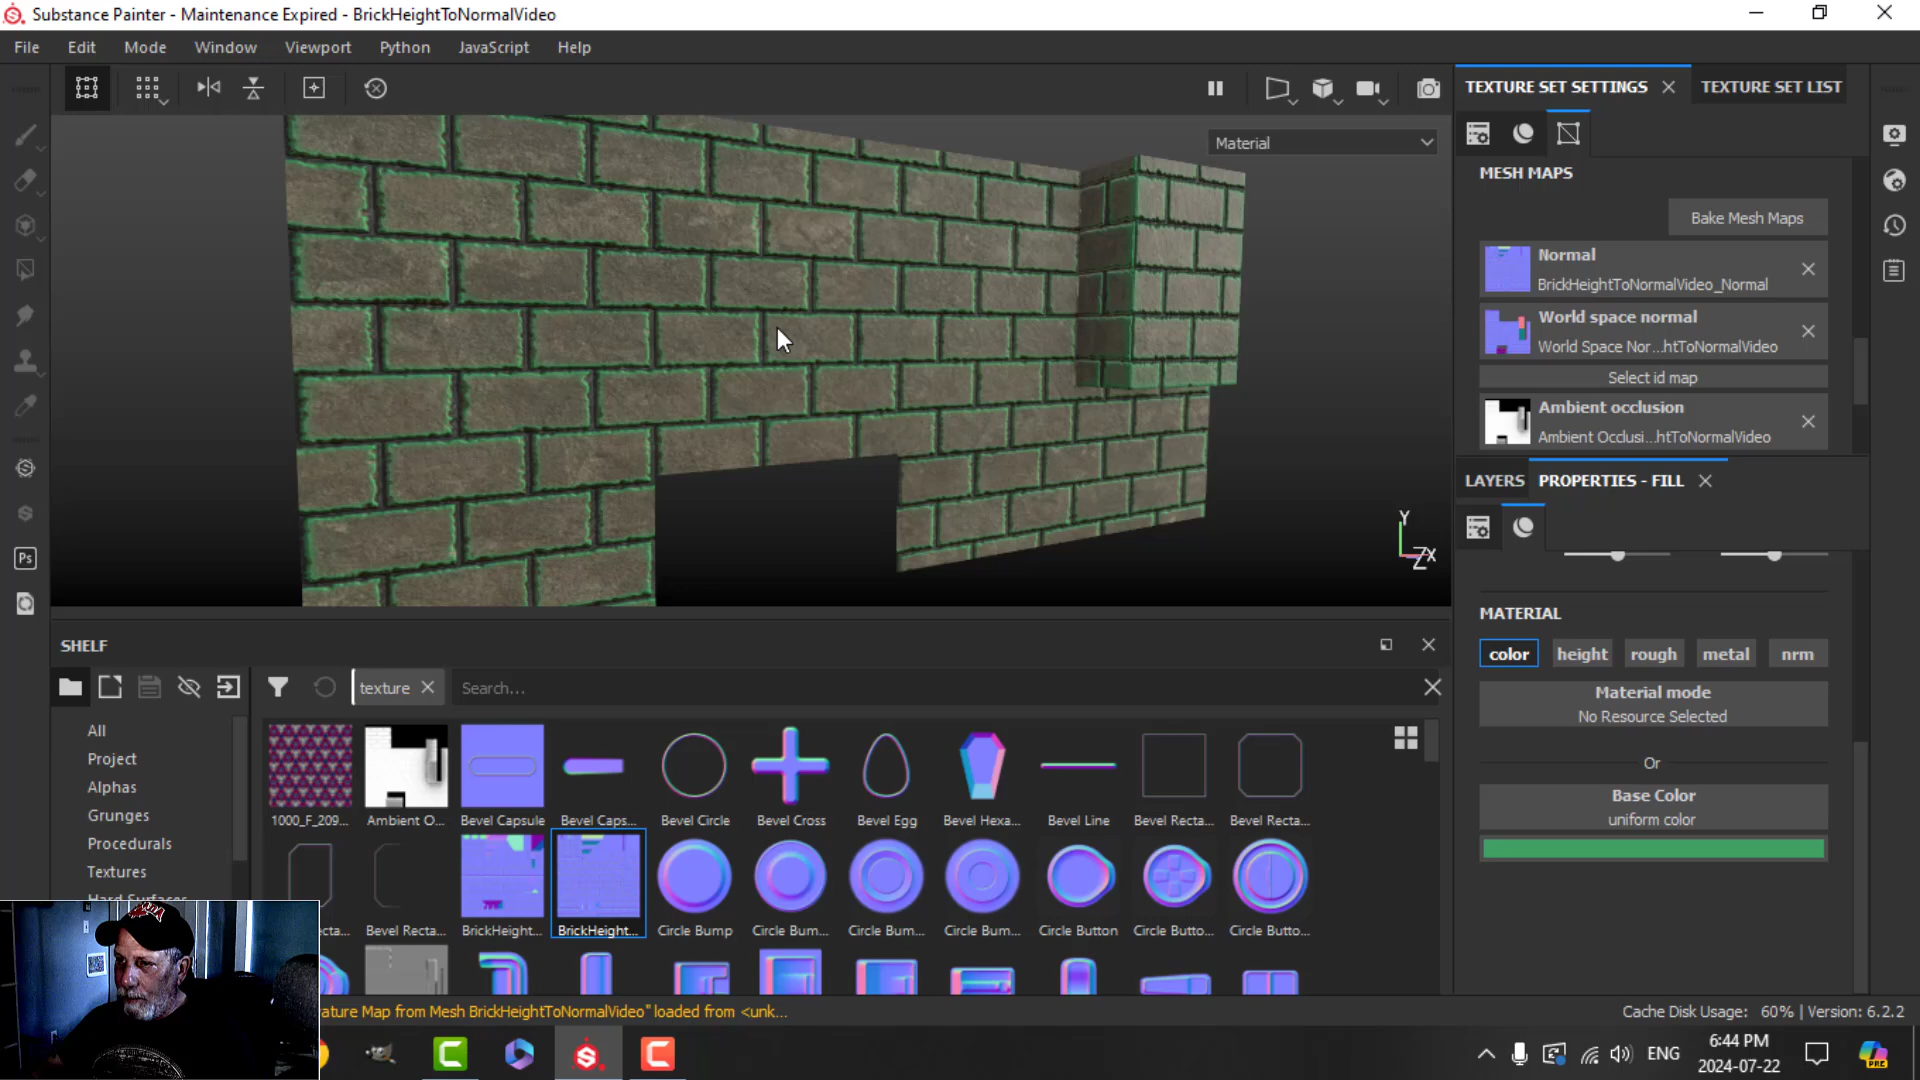 Substance Painter - Maintenance Expired - BrickHeightToNormalVideo
File Edit Mode Window Viewport Python JavaScript Help
Material
Y
Z X
TEXTURE SET SETTINGS
TEXTURE SET LIST
MESH MAPS
Bake Mesh Maps
Normal
BrickHeightToNormalVideo_Normal
World space normal
World Space Nor...htToNormalVideo
Select id map
Ambient occlusion
Ambient Occlusi...htToNormalVideo
LAYERS
PROPERTIES - FILL
MATERIAL
color height rough metal nrm
Material mode
No Resource Selected
Or
Base Color
uniform color
SHELF
texture
Search...
All
Project
Alphas
Grunges
Procedurals
Textures
Hard Surfaces
1000_F_209... Ambient O... Bevel Capsule Bevel Caps... Bevel Circle Bevel Cross Bevel Egg Bevel Hexa... Bevel Line Bevel Recta... Bevel Recta...
ecta... Bevel Recta... BrickHeight... BrickHeight... Circle Bump Circle Bum... Circle Bum... Circle Bum... Circle Button Circle Butto... Circle Butto...
ature Map from Mesh BrickHeightToNormalVideo" loaded from <unk...
Cache Disk Usage: 60% | Version: 6.2.2
Ps
ENG
6:44 PM
2024-07-22
PRE